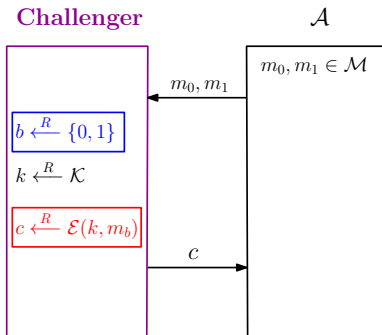 Challenger
𝒜
m₀, m₁ ∈ ℳ
m₀, m₁
b ←ᴿ {0, 1}
k ←ᴿ 𝒦
c ←ᴿ ℰ(k, m_b)
c